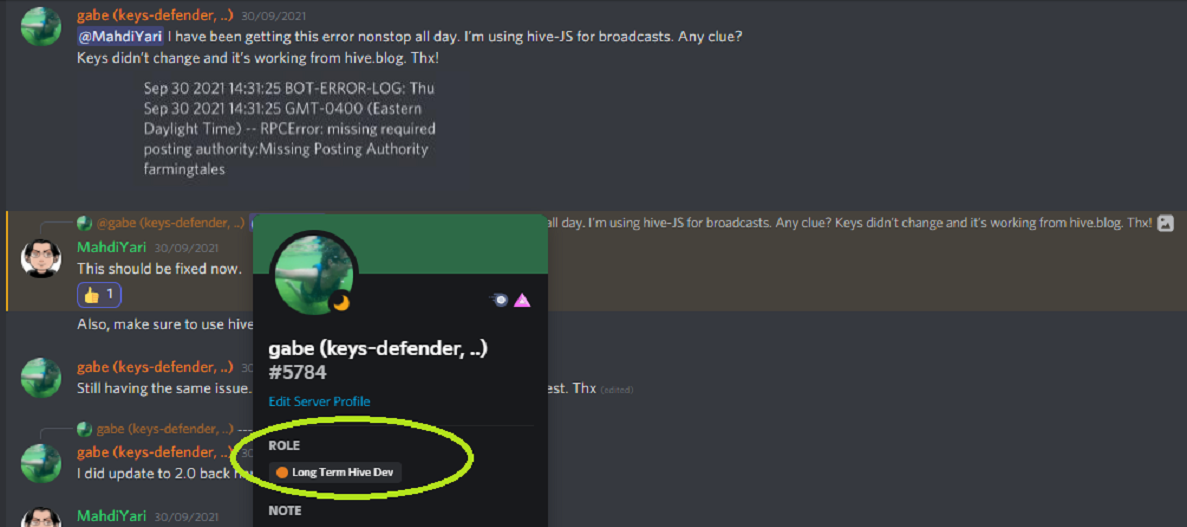 gabe (keys-defender, ..) 30/09/2021
@MahdiYari I have been getting this error nonstop all day. I'm using hive-JS for broadcasts. Any clue?
Keys didn't change and it's working from hive.blog. Thx!
Sep 30 2021 14:31:25 BOT-ERROR-LOG: Thu
Sep 30 2021 14:31:25 GMT-0400 (Eastern
Daylight Time) -- RPCError: missing required
posting authority:Missing Posting Authority
farmingtales
@gabe (keys-defender, ..) all day. I'm using hive-JS for broadcasts. Any clue? Keys didn't change and it's working from hive.blog. Thx!
MahdiYari 30/09/2021
This should be fixed now.
👍 1
Also, make sure to use hive
gabe (keys-defender, ..)
#5784
Edit Server Profile
ROLE
Long Term Hive Dev
NOTE
gabe (keys-defender, ..) 30
Still having the same issue. est. Thx (edited)
gabe (keys-defender, ..) ---
gabe (keys-defender, ..)
I did update to 2.0 back
MahdiYari 30/09/2021